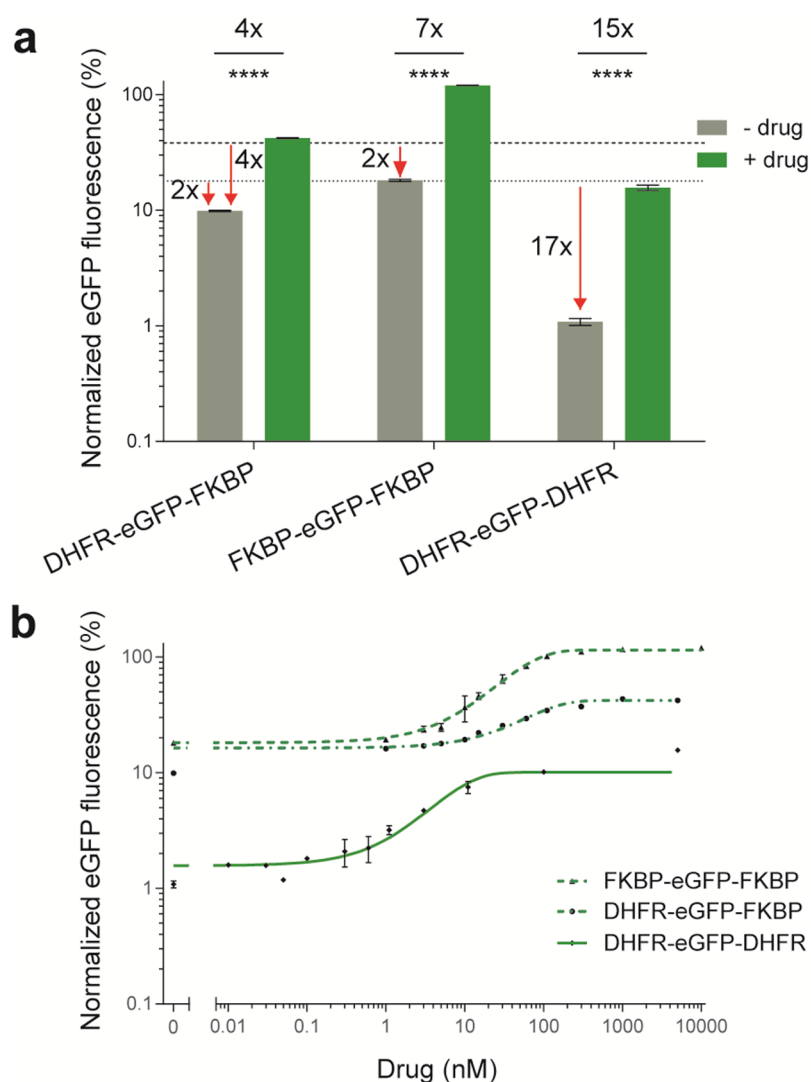 a
4x 7x 15x
**** **** ****
Normalized eGFP fluorescence (%)
100
10
1
0.1
2x
4x
2x
17x
- drug
+ drug
DHFR-eGFP-FKBP
FKBP-eGFP-FKBP
DHFR-eGFP-DHFR
b
Normalized eGFP fluorescence (%)
100
10
1
0.1
FKBP-eGFP-FKBP
DHFR-eGFP-FKBP
DHFR-eGFP-DHFR
0 0.01 0.1 1 10 100 1000 10000
Drug (nM)